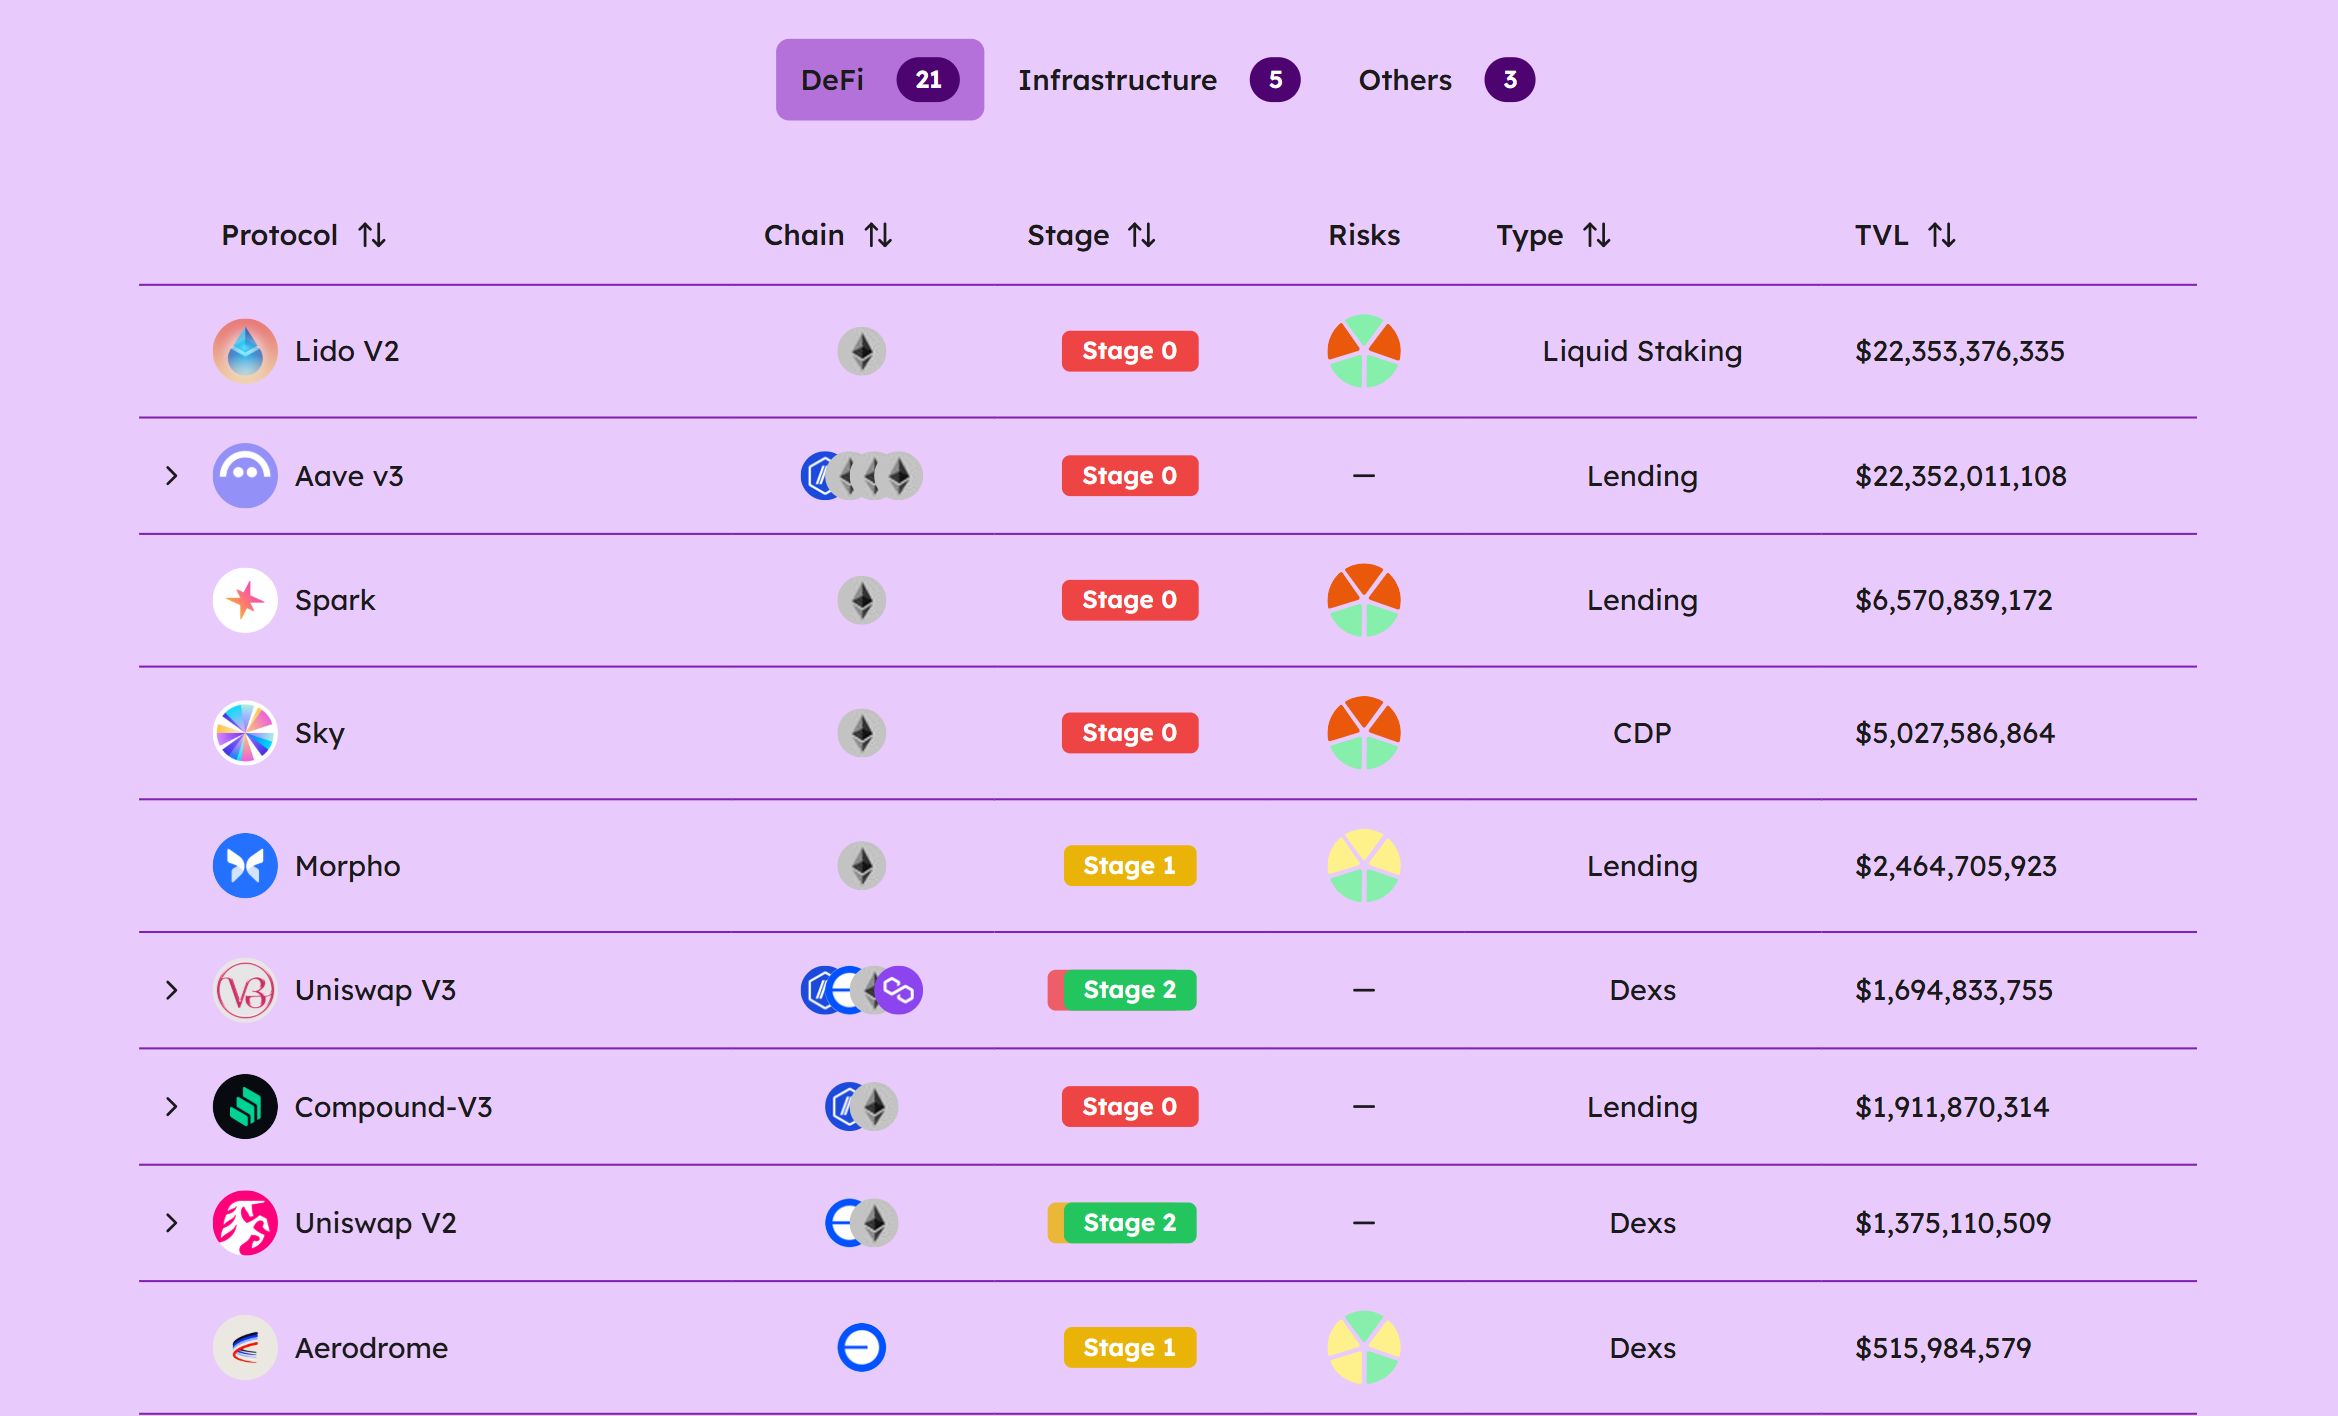 DeFi 21 Infrastructure 5 Others 3
Protocol Chain Stage Risks Type TVL
Lido V2 Stage 0 Liquid Staking $22,353,376,335
Aave v3 Stage 0 — Lending $22,352,011,108
Spark Stage 0 Lending $6,570,839,172
Sky Stage 0 CDP $5,027,586,864
Morpho Stage 1 Lending $2,464,705,923
V3 Uniswap V3 Stage 2 — Dexs $1,694,833,755
Compound-V3 Stage 0 — Lending $1,911,870,314
Uniswap V2 Stage 2 — Dexs $1,375,110,509
Aerodrome Stage 1 Dexs $515,984,579